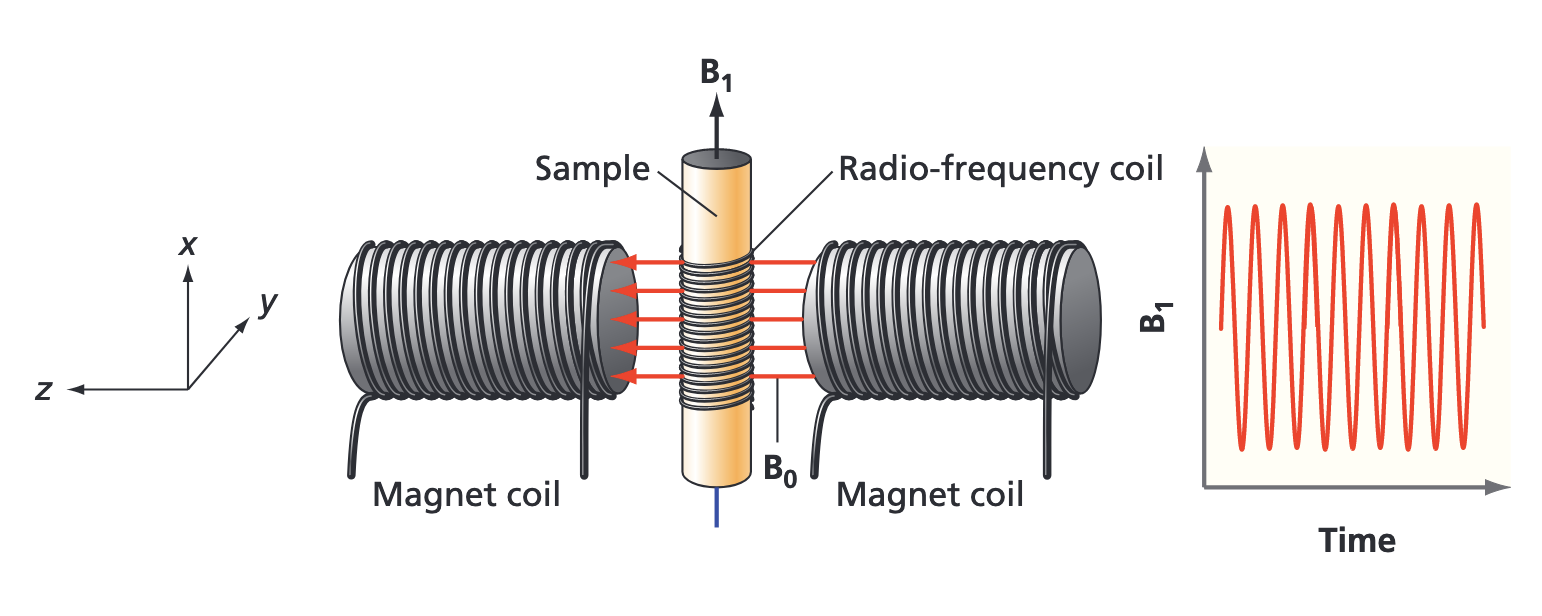 B₁
Sample
Radio-frequency coil
x
y
z
B₀
Magnet coil
Magnet coil
B₁
Time